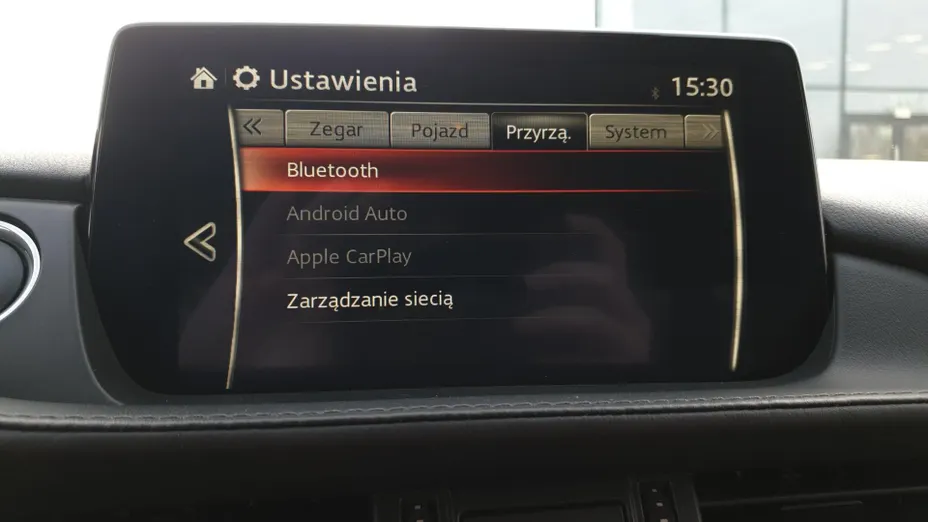 Ustawienia 15:30
Zegar Pojazd Przyrzą. System
Bluetooth
Android Auto
Apple CarPlay
Zarządzanie siecią